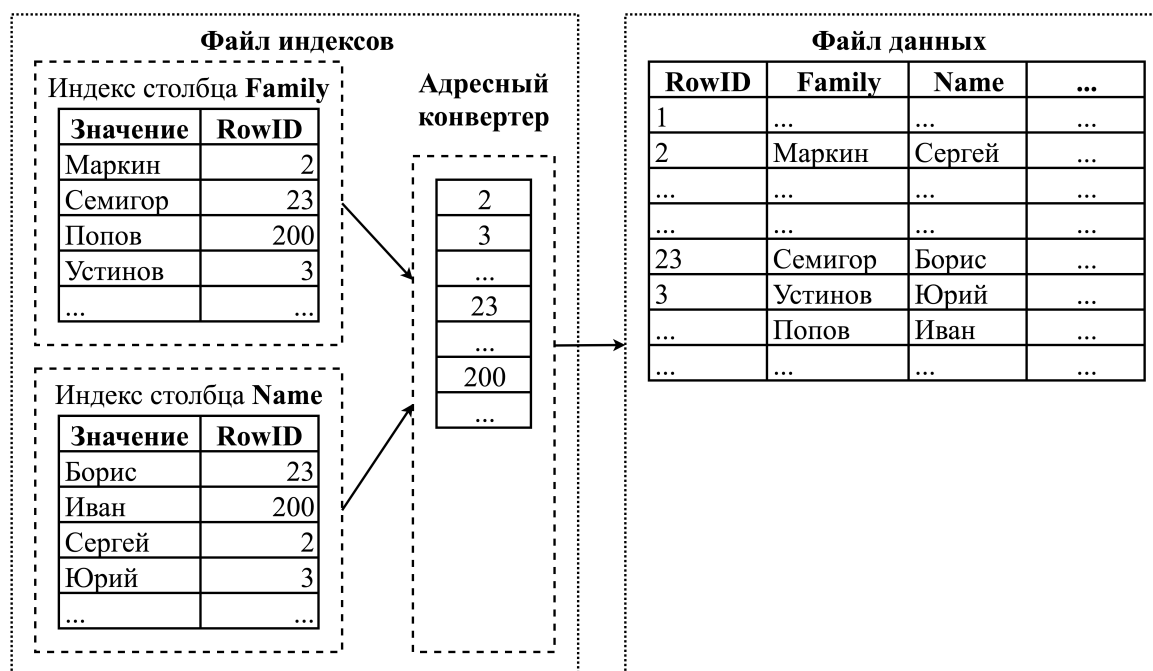 Файл индексов
Индекс столбца Family
Значение RowID
Маркин 2
Семигор 23
Попов 200
Устинов 3
... ...
Индекс столбца Name
Значение RowID
Борис 23
Иван 200
Сергей 2
Юрий 3
... ...
Адресный
конвертер
2
3
...
23
...
200
...
Файл данных
RowID Family Name ...
1 ... ... ...
2 Маркин Сергей ...
... ... ... ...
... ... ... ...
23 Семигор Борис ...
3 Устинов Юрий ...
... Попов Иван ...
... ... ... ...